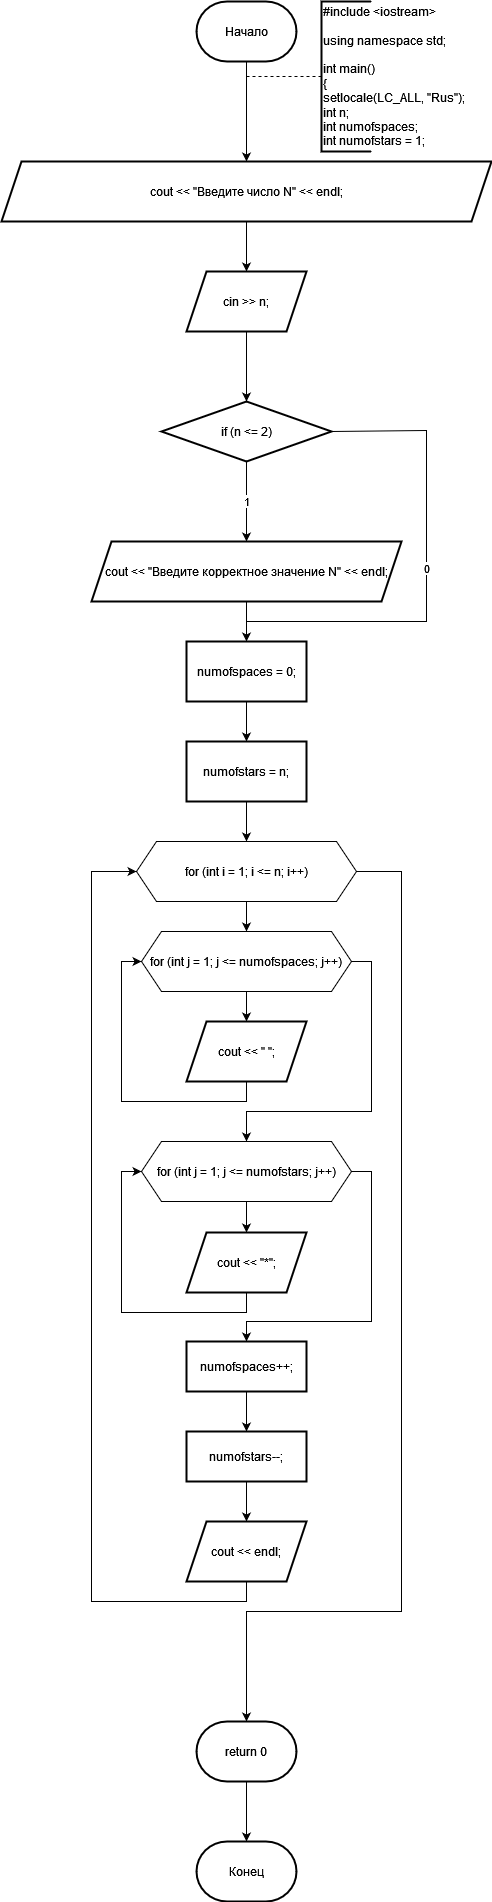 Начало
#include <iostream>
using namespace std;
int main()
{
setlocale(LC_ALL, "Rus");
int n;
int numofspaces;
int numofstars = 1;
cout << "Введите число N" << endl;
cin >> n;
if (n <= 2)
1
cout << "Введите корректное значение N" << endl;
0
numofspaces = 0;
numofstars = n;
for (int i = 1; i <= n; i++)
for (int j = 1; j <= numofspaces; j++)
cout << " ";
for (int j = 1; j <= numofstars; j++)
cout << "*";
numofspaces++;
numofstars--;
cout << endl;
return 0
Конец